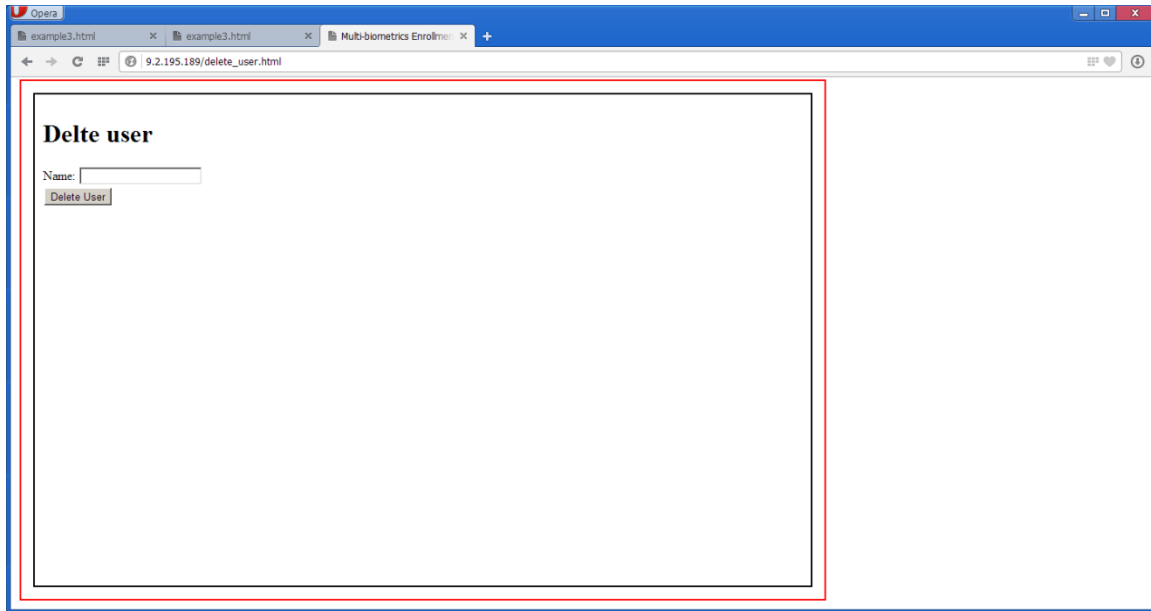 Opera
example3.html
example3.html
Multi-biometrics Enrollmen
9.2.195.189/delete_user.html
Delte user
Name:
Delete User